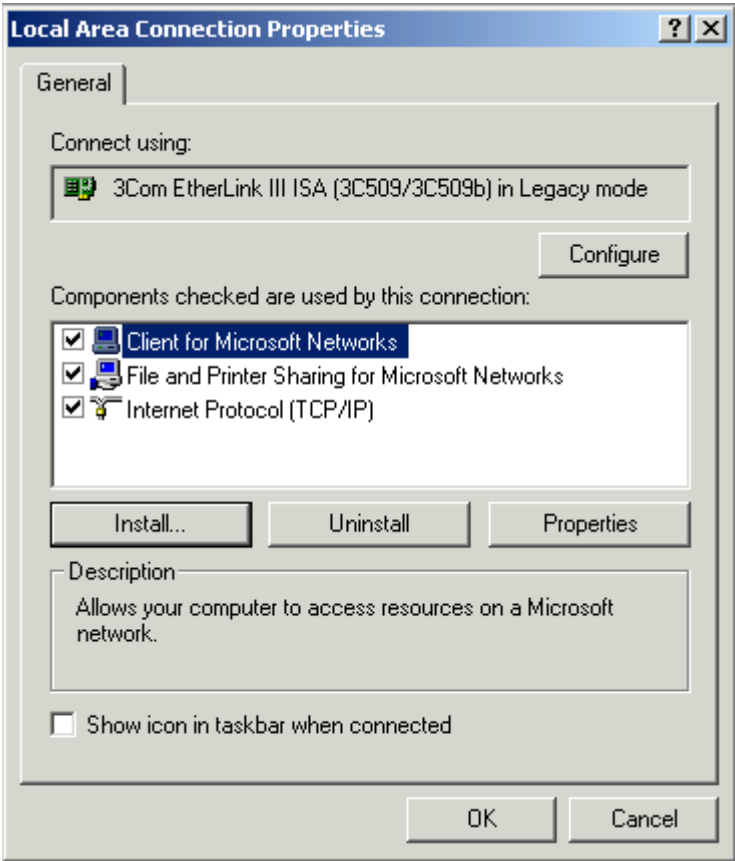 Local Area Connection Properties
General
Connect using:
3Com EtherLink III ISA (3C509/3C509b) in Legacy mode
Configure
Components checked are used by this connection:
Client for Microsoft Networks
File and Printer Sharing for Microsoft Networks
Internet Protocol (TCP/IP)
Install...
Uninstall
Properties
Description
Allows your computer to access resources on a Microsoft
network.
Show icon in taskbar when connected
OK
Cancel